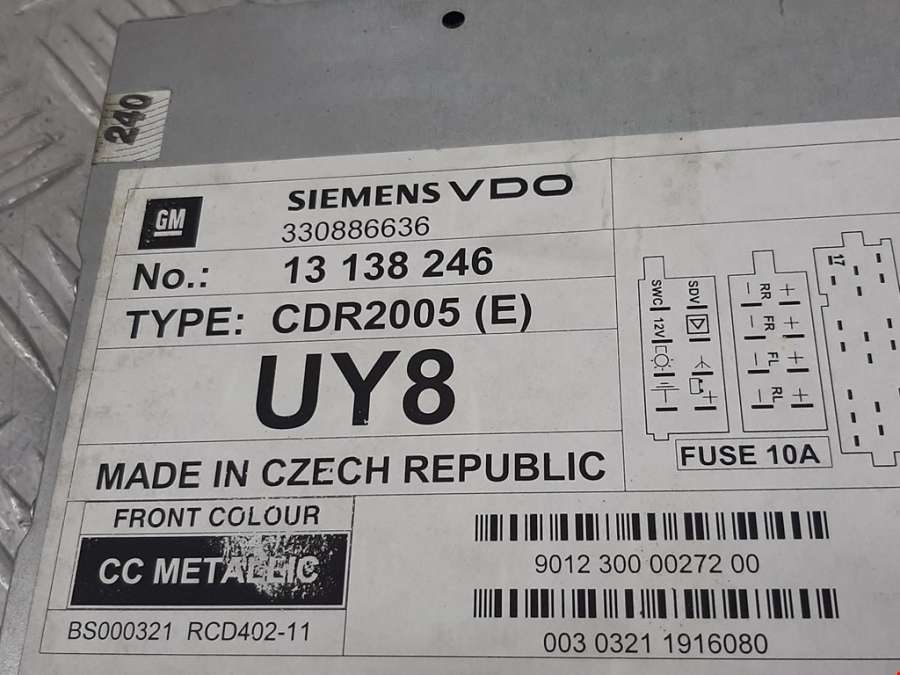 240
GM
SIEMENS VDO
330886636
No.: 13 138 246
TYPE: CDR2005 (E)
UY8
MADE IN CZECH REPUBLIC
FRONT COLOUR
CC METALLIC
BS000321 RCD402-11
SWC 12V
SDV
RR FR FL RL
17
FUSE 10A
9012 300 00272 00
003 0321 1916080